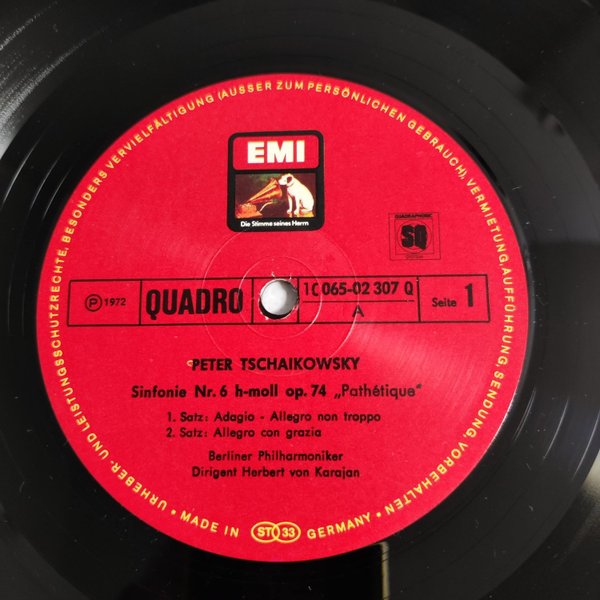 URHEBER- UND LEISTUNGSSCHUTZRECHTE, BESONDERS VERVIELFÄLTIGUNG (AUSSER ZUM PERSÖNLICHEN GEBRAUCH), VERMIETUNG, AUFFÜHRUNG, SENDUNG, VORBEHALTEN •
EMI
Die Stimme seines Herrn
QUADRAPHONIC
SQ
Ⓟ 1972
QUADRO
1C 065-02 307 Q
A
Seite 1
PETER TSCHAIKOWSKY
Sinfonie Nr. 6 h-moll op. 74 „Pathétique“
1. Satz: Adagio - Allegro non troppo
2. Satz: Allegro con grazia
Berliner Philharmoniker
Dirigent Herbert von Karajan
• MADE IN ST 33 GERMANY •